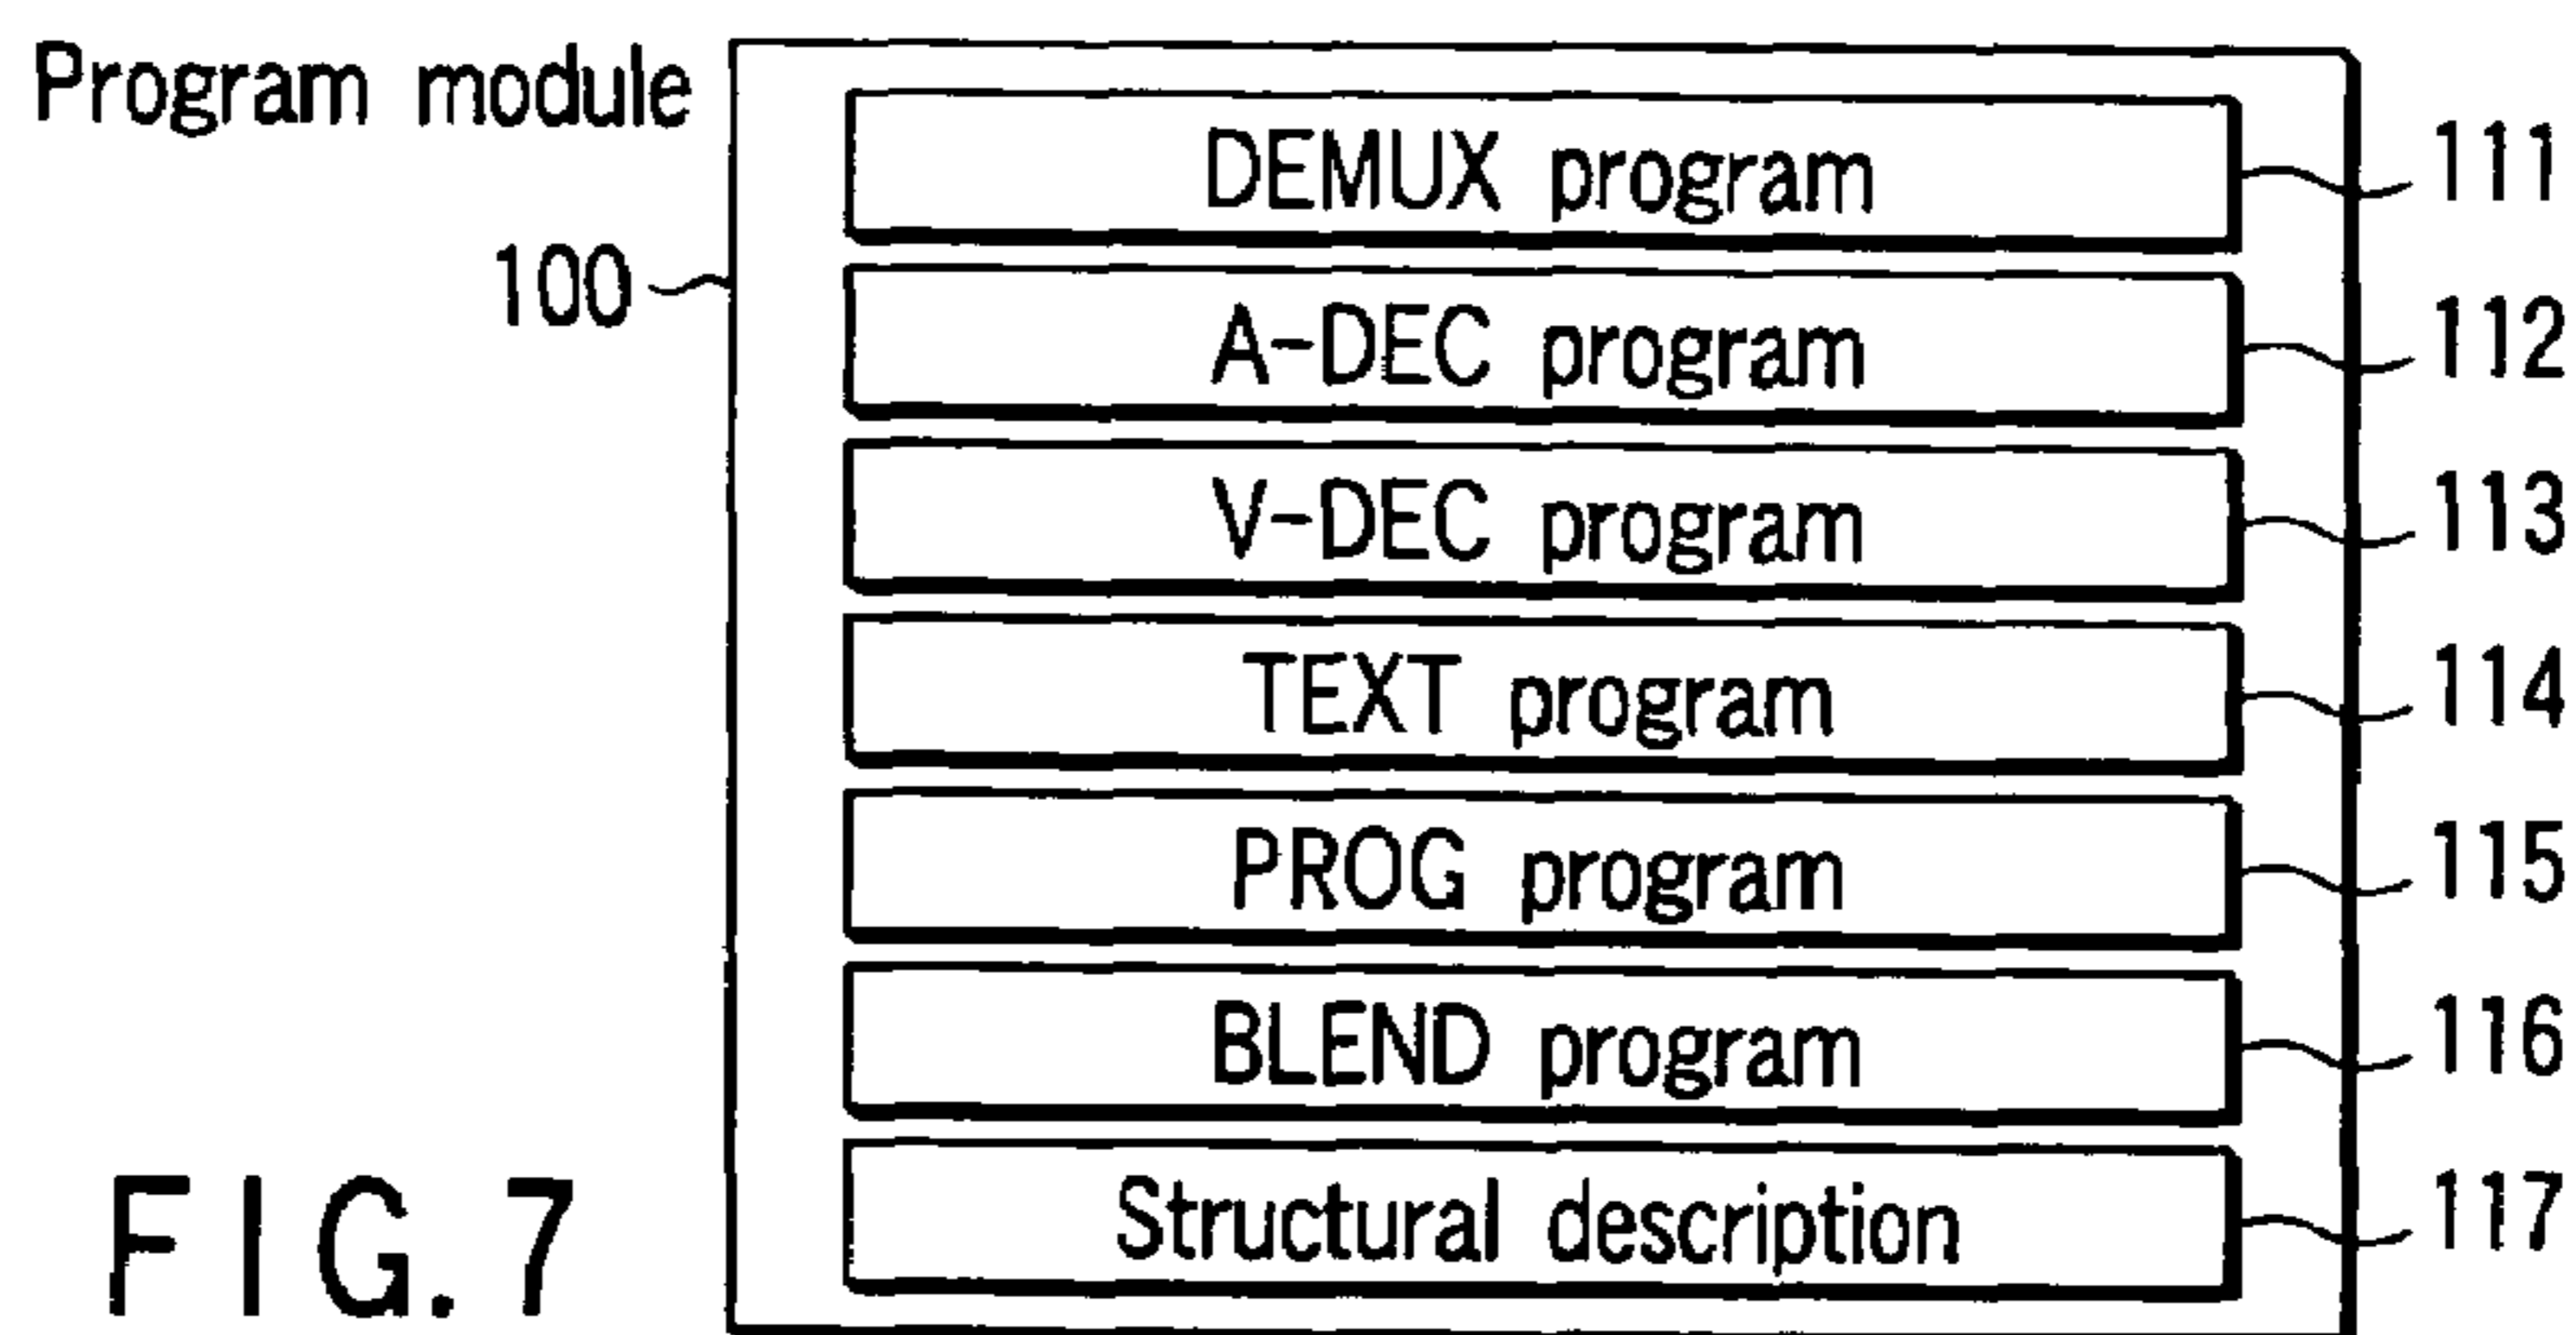 Program module
100
DEMUX program 111
A-DEC program 112
V-DEC program 113
TEXT program 114
PROG program 115
BLEND program 116
Structural description 117
FIG. 7